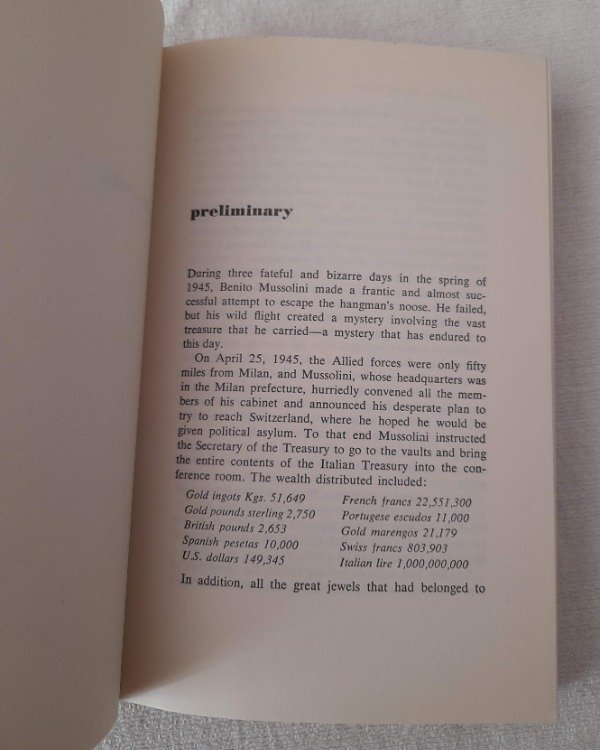 preliminary
During three fateful and bizarre days in the spring of
1945, Benito Mussolini made a frantic and almost suc-
cessful attempt to escape the hangman's noose. He failed,
but his wild flight created a mystery involving the vast
treasure that he carried—a mystery that has endured to
this day.
On April 25, 1945, the Allied forces were only fifty
miles from Milan, and Mussolini, whose headquarters was
in the Milan prefecture, hurriedly convened all the mem-
bers of his cabinet and announced his desperate plan to
try to reach Switzerland, where he hoped he would be
given political asylum. To that end Mussolini instructed
the Secretary of the Treasury to go to the vaults and bring
the entire contents of the Italian Treasury into the con-
ference room. The wealth distributed included:
Gold ingots Kgs. 51,649
Gold pounds sterling 2,750
British pounds 2,653
Spanish pesetas 10,000
U.S. dollars 149,345
French francs 22,551,300
Portugese escudos 11,000
Gold marengos 21,179
Swiss francs 803,903
Italian lire 1,000,000,000
In addition, all the great jewels that had belonged to